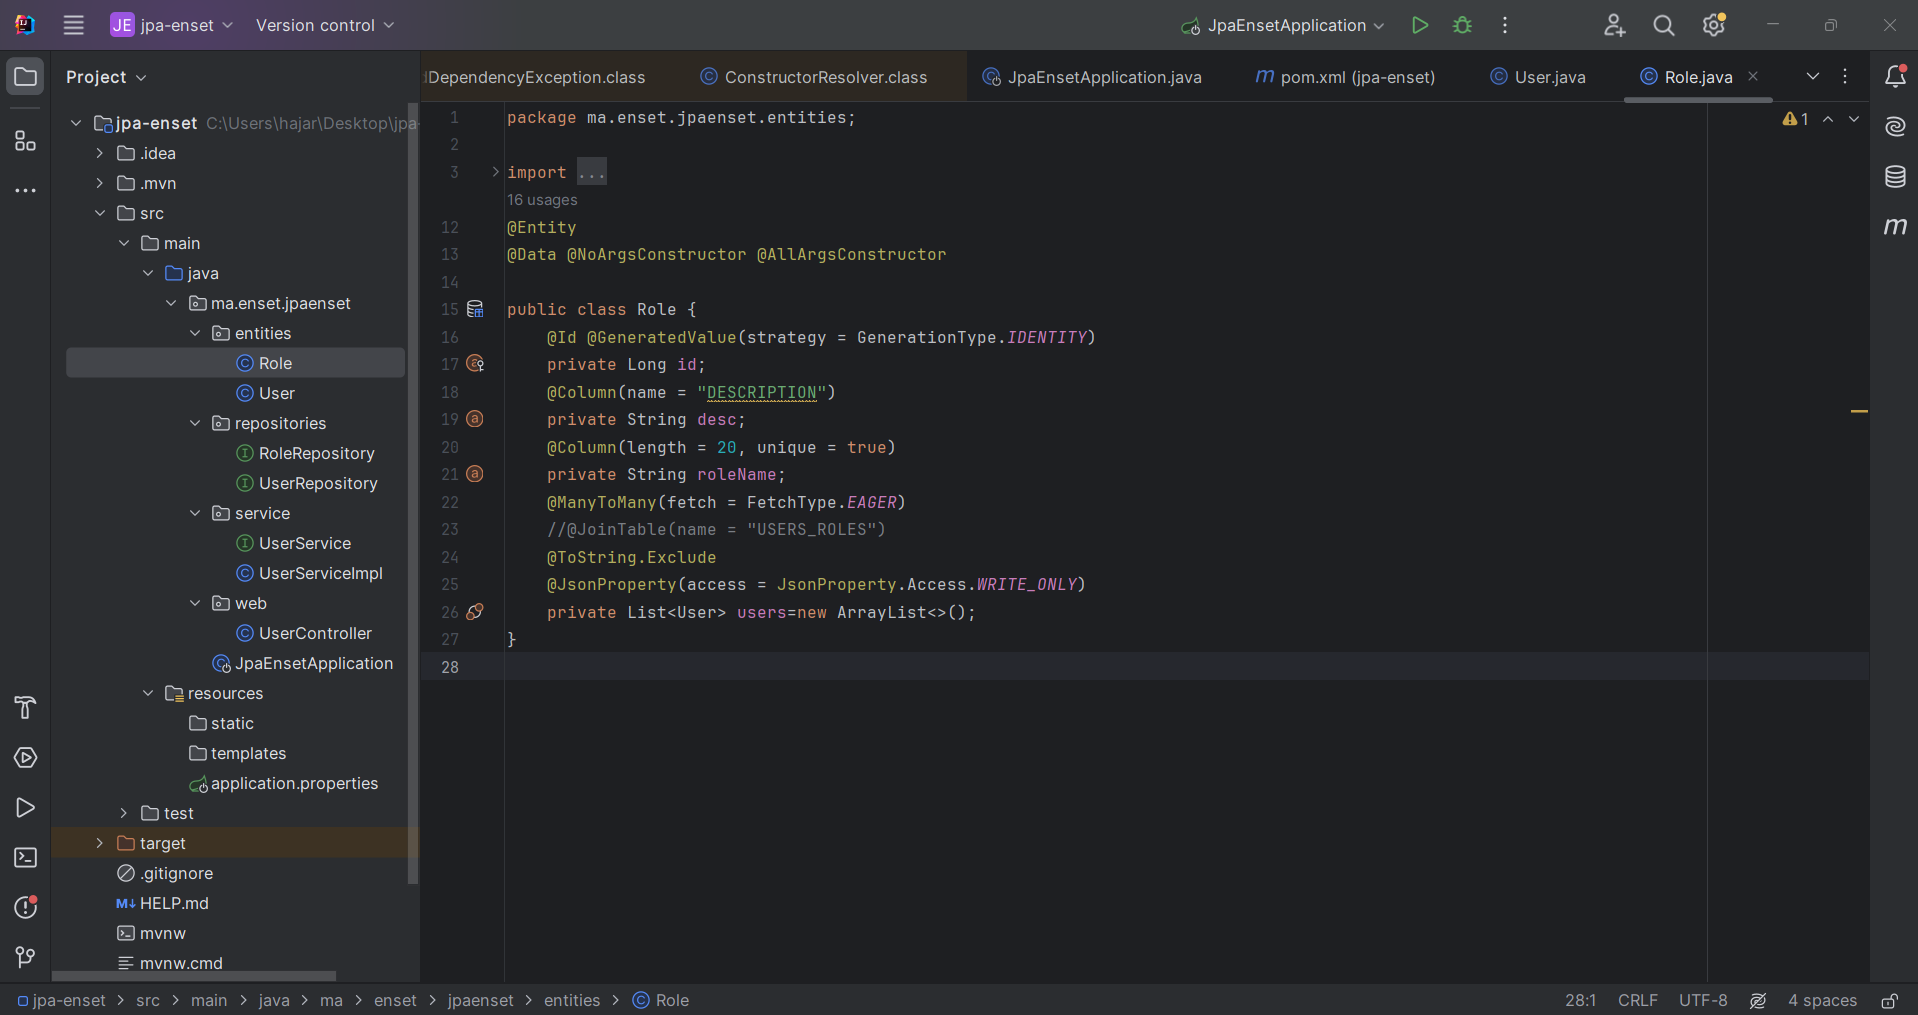 JE jpa-enset Version control JpaEnsetApplication
Project
DependencyException.class ConstructorResolver.class JpaEnsetApplication.java m pom.xml (jpa-enset) User.java Role.java
jpa-enset C:\Users\hajar\Desktop\jpa-
.idea
.mvn
src
main
java
ma.enset.jpaenset
entities
Role
User
repositories
RoleRepository
UserRepository
service
UserService
UserServiceImpl
web
UserController
JpaEnsetApplication
resources
static
templates
application.properties
test
target
.gitignore
M↓ HELP.md
mvnw
mvnw.cmd
1 package ma.enset.jpaenset.entities;
2
3 import ...
16 usages
12 @Entity
13 @Data @NoArgsConstructor @AllArgsConstructor
14
15 public class Role {
16 @Id @GeneratedValue(strategy = GenerationType.IDENTITY)
17 private Long id;
18 @Column(name = "DESCRIPTION")
19 private String desc;
20 @Column(length = 20, unique = true)
21 private String roleName;
22 @ManyToMany(fetch = FetchType.EAGER)
23 //@JoinTable(name = "USERS_ROLES")
24 @ToString.Exclude
25 @JsonProperty(access = JsonProperty.Access.WRITE_ONLY)
26 private List<User> users=new ArrayList<>();
27 }
28
1
m
jpa-enset > src > main > java > ma > enset > jpaenset > entities > Role
28:1 CRLF UTF-8 4 spaces